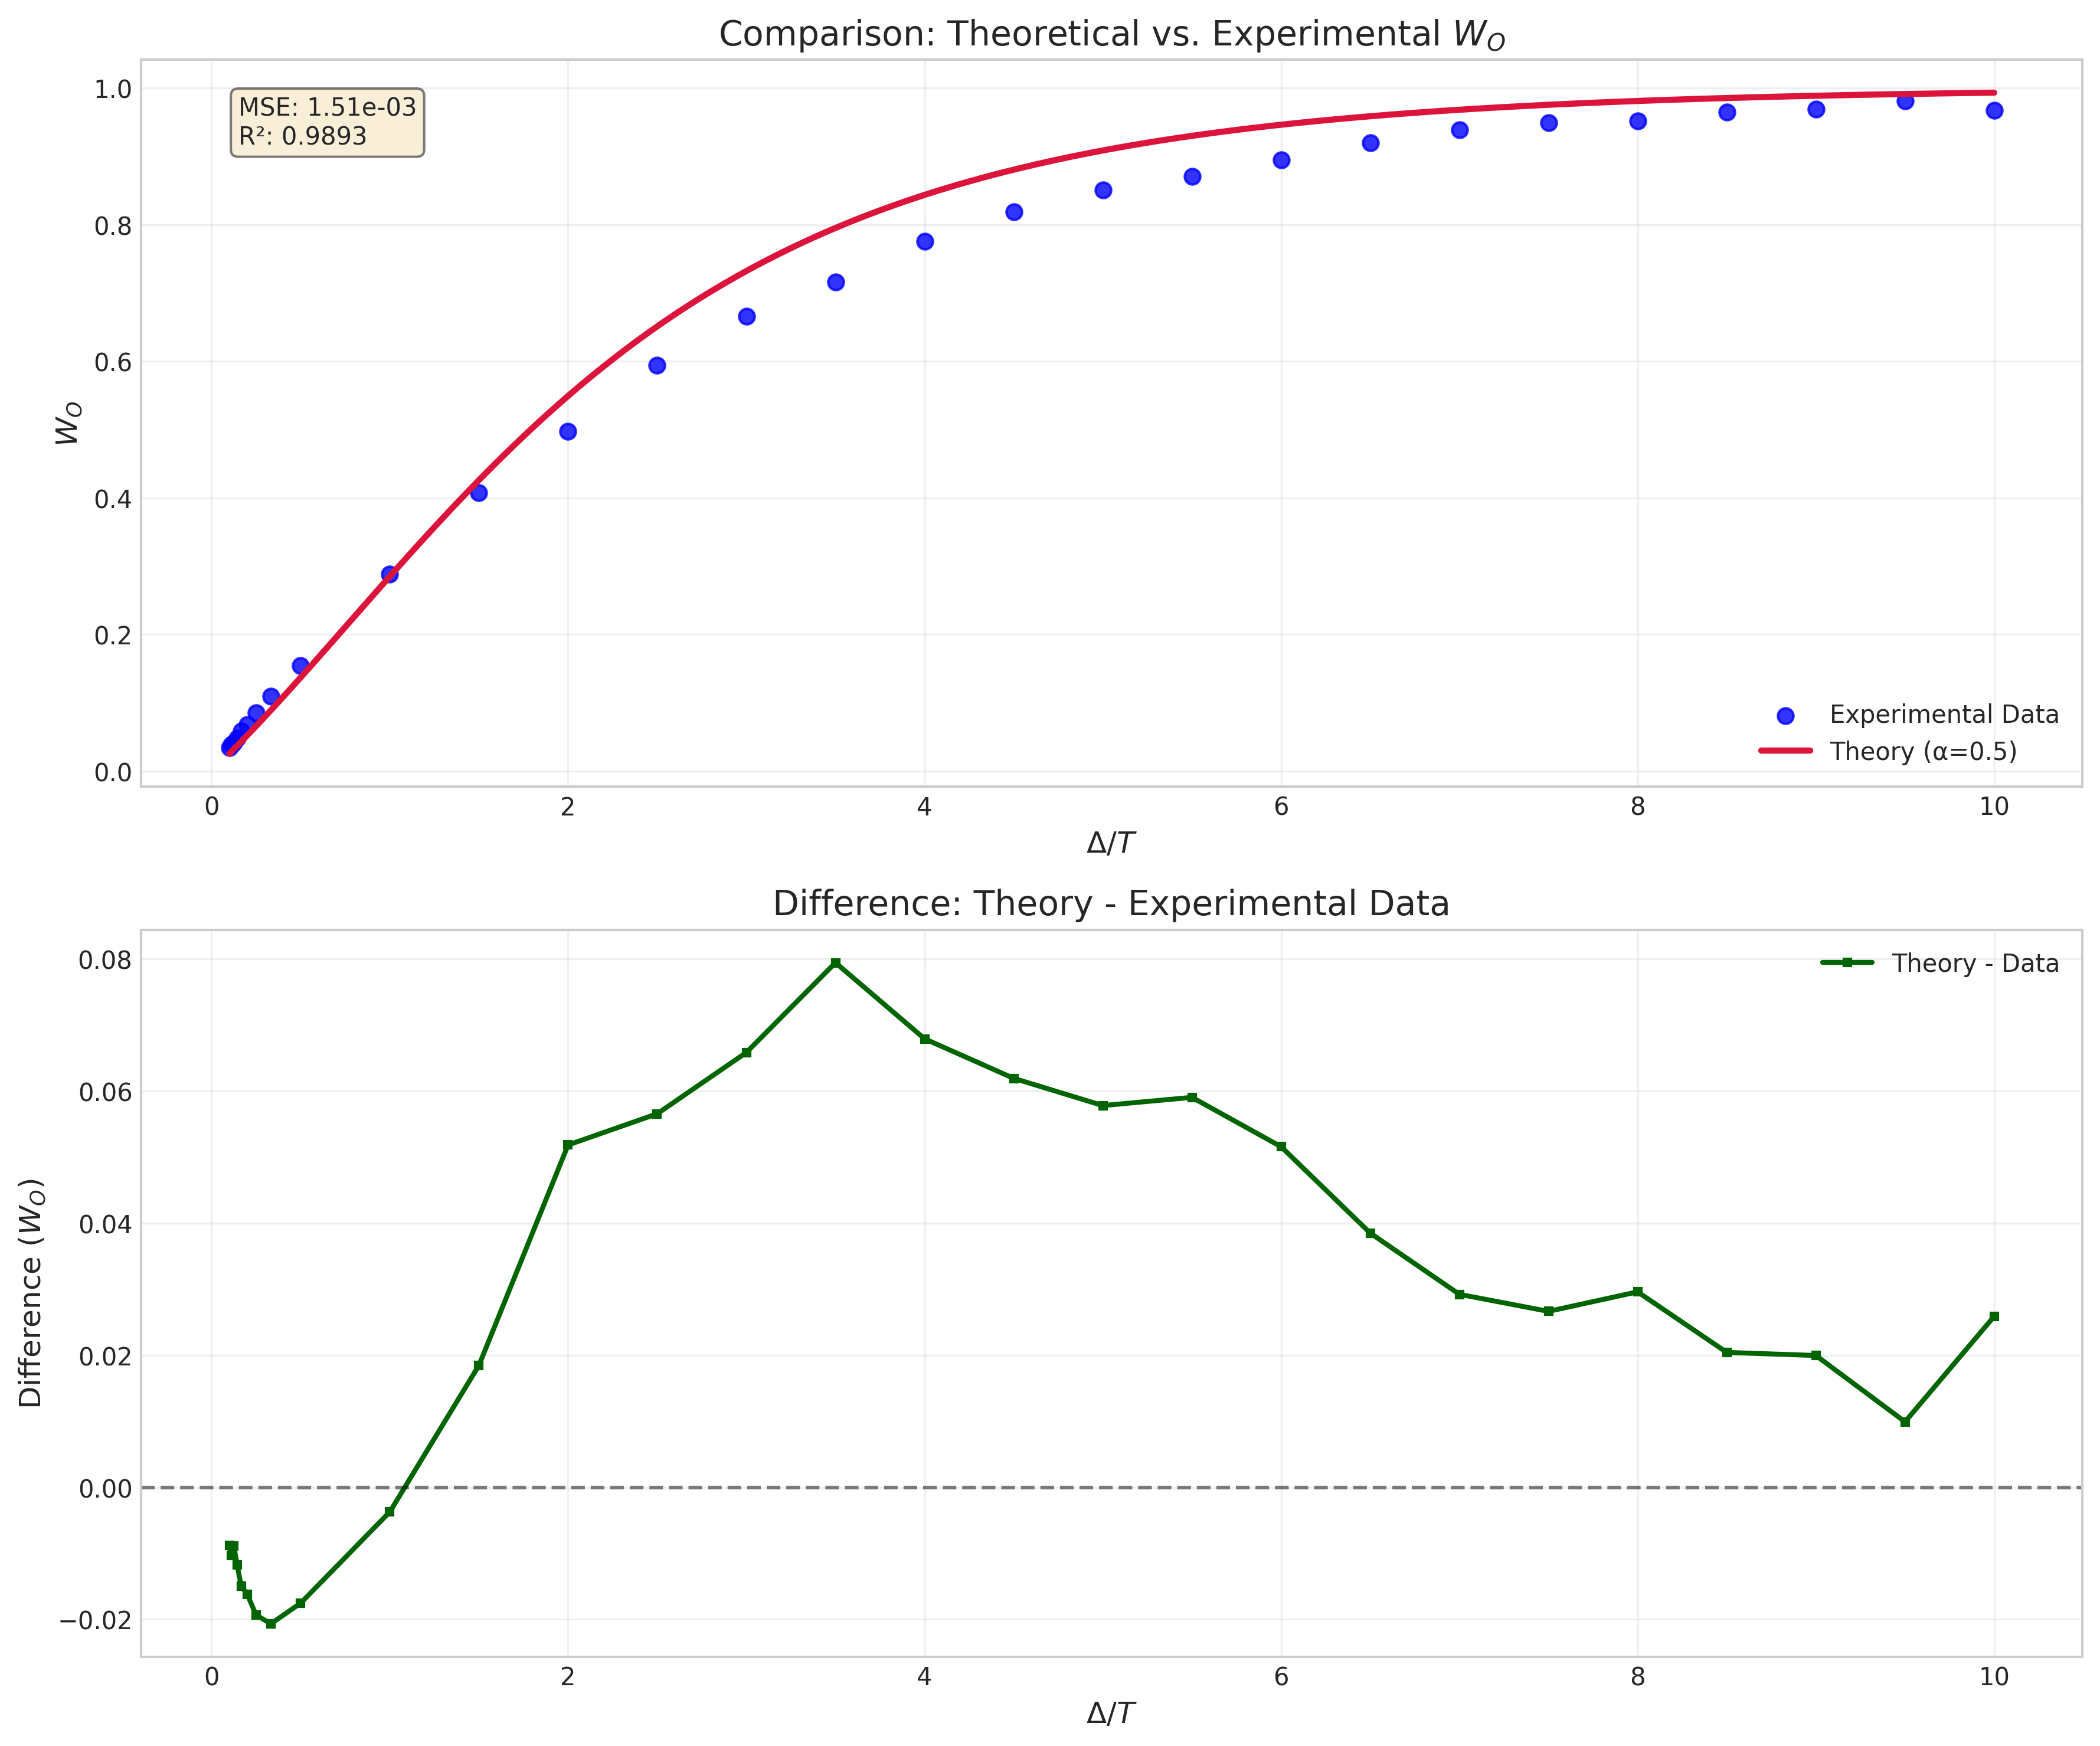 Comparison: Theoretical vs. Experimental W_O
MSE: 1.51e-03
R²: 0.9893
1.0
0.8
0.6
0.4
0.2
0.0
W_O
Experimental Data
Theory (α=0.5)
0 2 4 6 8 10
Δ/T
Difference: Theory - Experimental Data
Theory - Data
0.08
0.06
0.04
0.02
0.00
−0.02
Difference (W_O)
0 2 4 6 8 10
Δ/T